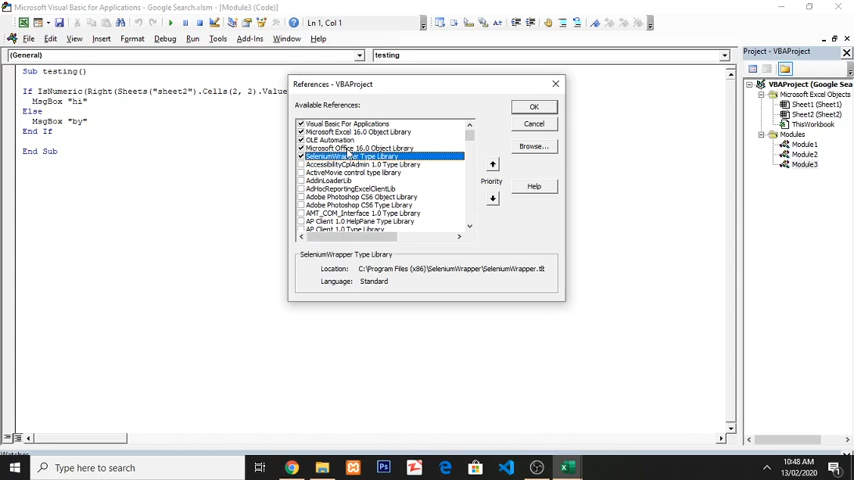 Microsoft Visual Basic for Applications - Google Search.xlsm - [Module3 (Code)]
File Edit View Insert Format Debug Run Tools Add-Ins Window Help
Ln 1, Col 1
(General)
testing
Sub testing()
If IsNumeric(Right(Sheets("sheet2").Cells(2, 2).Value
MsgBox "hi"
Else
MsgBox "by"
End If
End Sub
References - VBAProject
Available References:
Visual Basic For Applications
Microsoft Excel 16.0 Object Library
OLE Automation
Microsoft Office 16.0 Object Library
SeleniumWrapper Type Library
AccessibilityCplAdmin 1.0 Type Library
ActiveMovie control type library
AddinLoaderLib
AdHocReportingExcelClientLib
Adobe Photoshop CS6 Object Library
Adobe Photoshop CS6 Type Library
AMT_COM_Interface 1.0 Type Library
AP Client 1.0 HelpPane Type Library
AP Client 1.0 Type Library
OK
Cancel
Browse...
Priority
Help
SeleniumWrapper Type Library
Location: C:\Program Files (x86)\SeleniumWrapper\SeleniumWrapper.tlt
Language: Standard
Project - VBAProject
VBAProject (Google Sea
Microsoft Excel Objects
Sheet1 (Sheet1)
Sheet2 (Sheet2)
ThisWorkbook
Modules
Module1
Module2
Module3
Type here to search
10:48 AM
13/02/2020